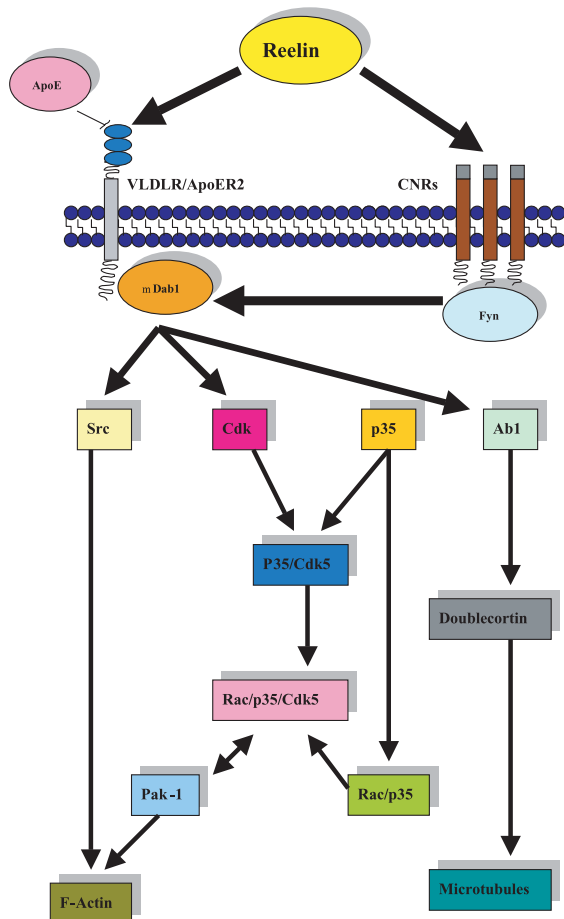 Reelin
ApoE
VLDLR/ApoER2
CNRs
mDab1
Fyn
Src
Cdk
p35
Ab1
P35/Cdk5
Doublecortin
Rac/p35/Cdk5
Pak-1
Rac/p35
F-Actin
Microtubules